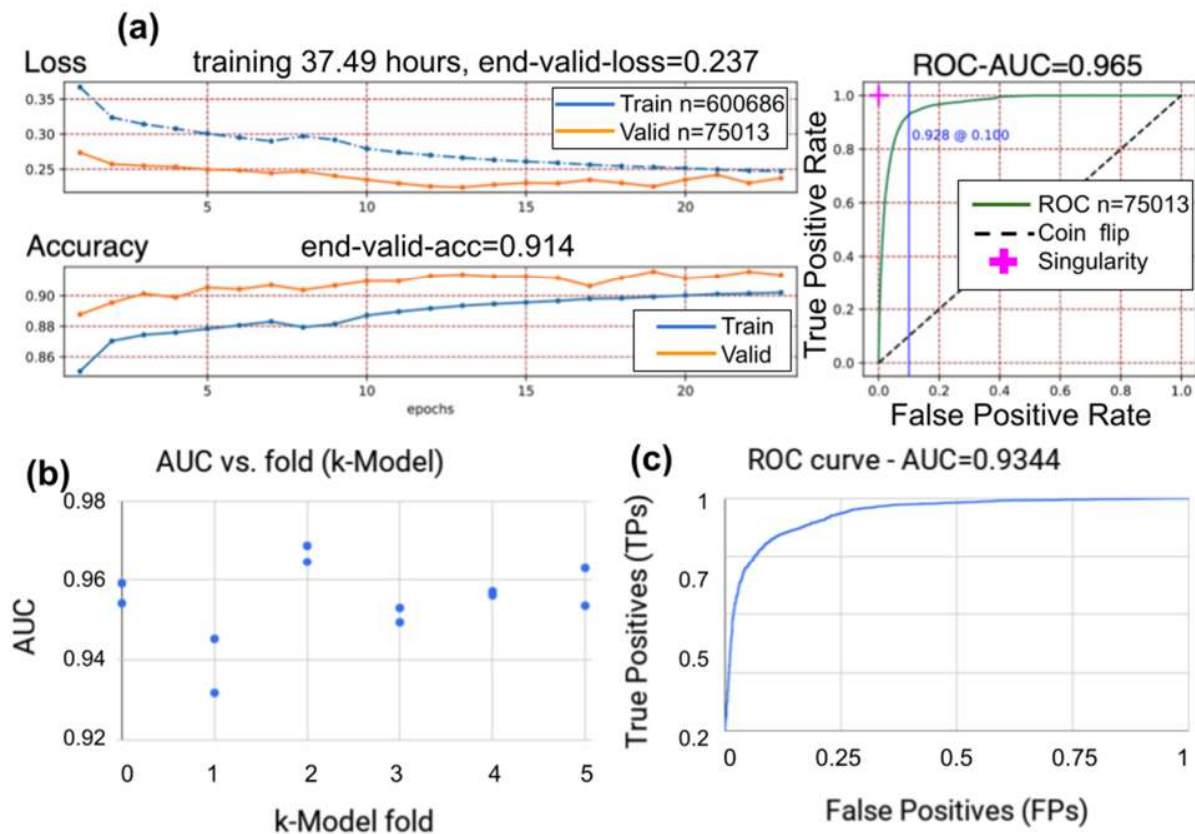 (a)
Loss
training 37.49 hours, end-valid-loss=0.237
0.35
0.30
0.25
Train n=600686
Valid n=75013
5
10
15
20
Accuracy
end-valid-acc=0.914
0.90
0.88
0.86
Train
Valid
5
10
15
20
epochs
ROC-AUC=0.965
True Positive Rate
1.0
0.8
0.6
0.4
0.2
0.0
0.928 @ 0.100
ROC n=75013
Coin flip
Singularity
0.0
0.2
0.4
0.6
0.8
1.0
False Positive Rate
(b)
AUC vs. fold (k-Model)
AUC
0.98
0.96
0.94
0.92
0
1
2
3
4
5
k-Model fold
(c)
ROC curve - AUC=0.9344
True Positives (TPs)
1
0.7
0.5
0.2
0
0.25
0.5
0.75
1
False Positives (FPs)